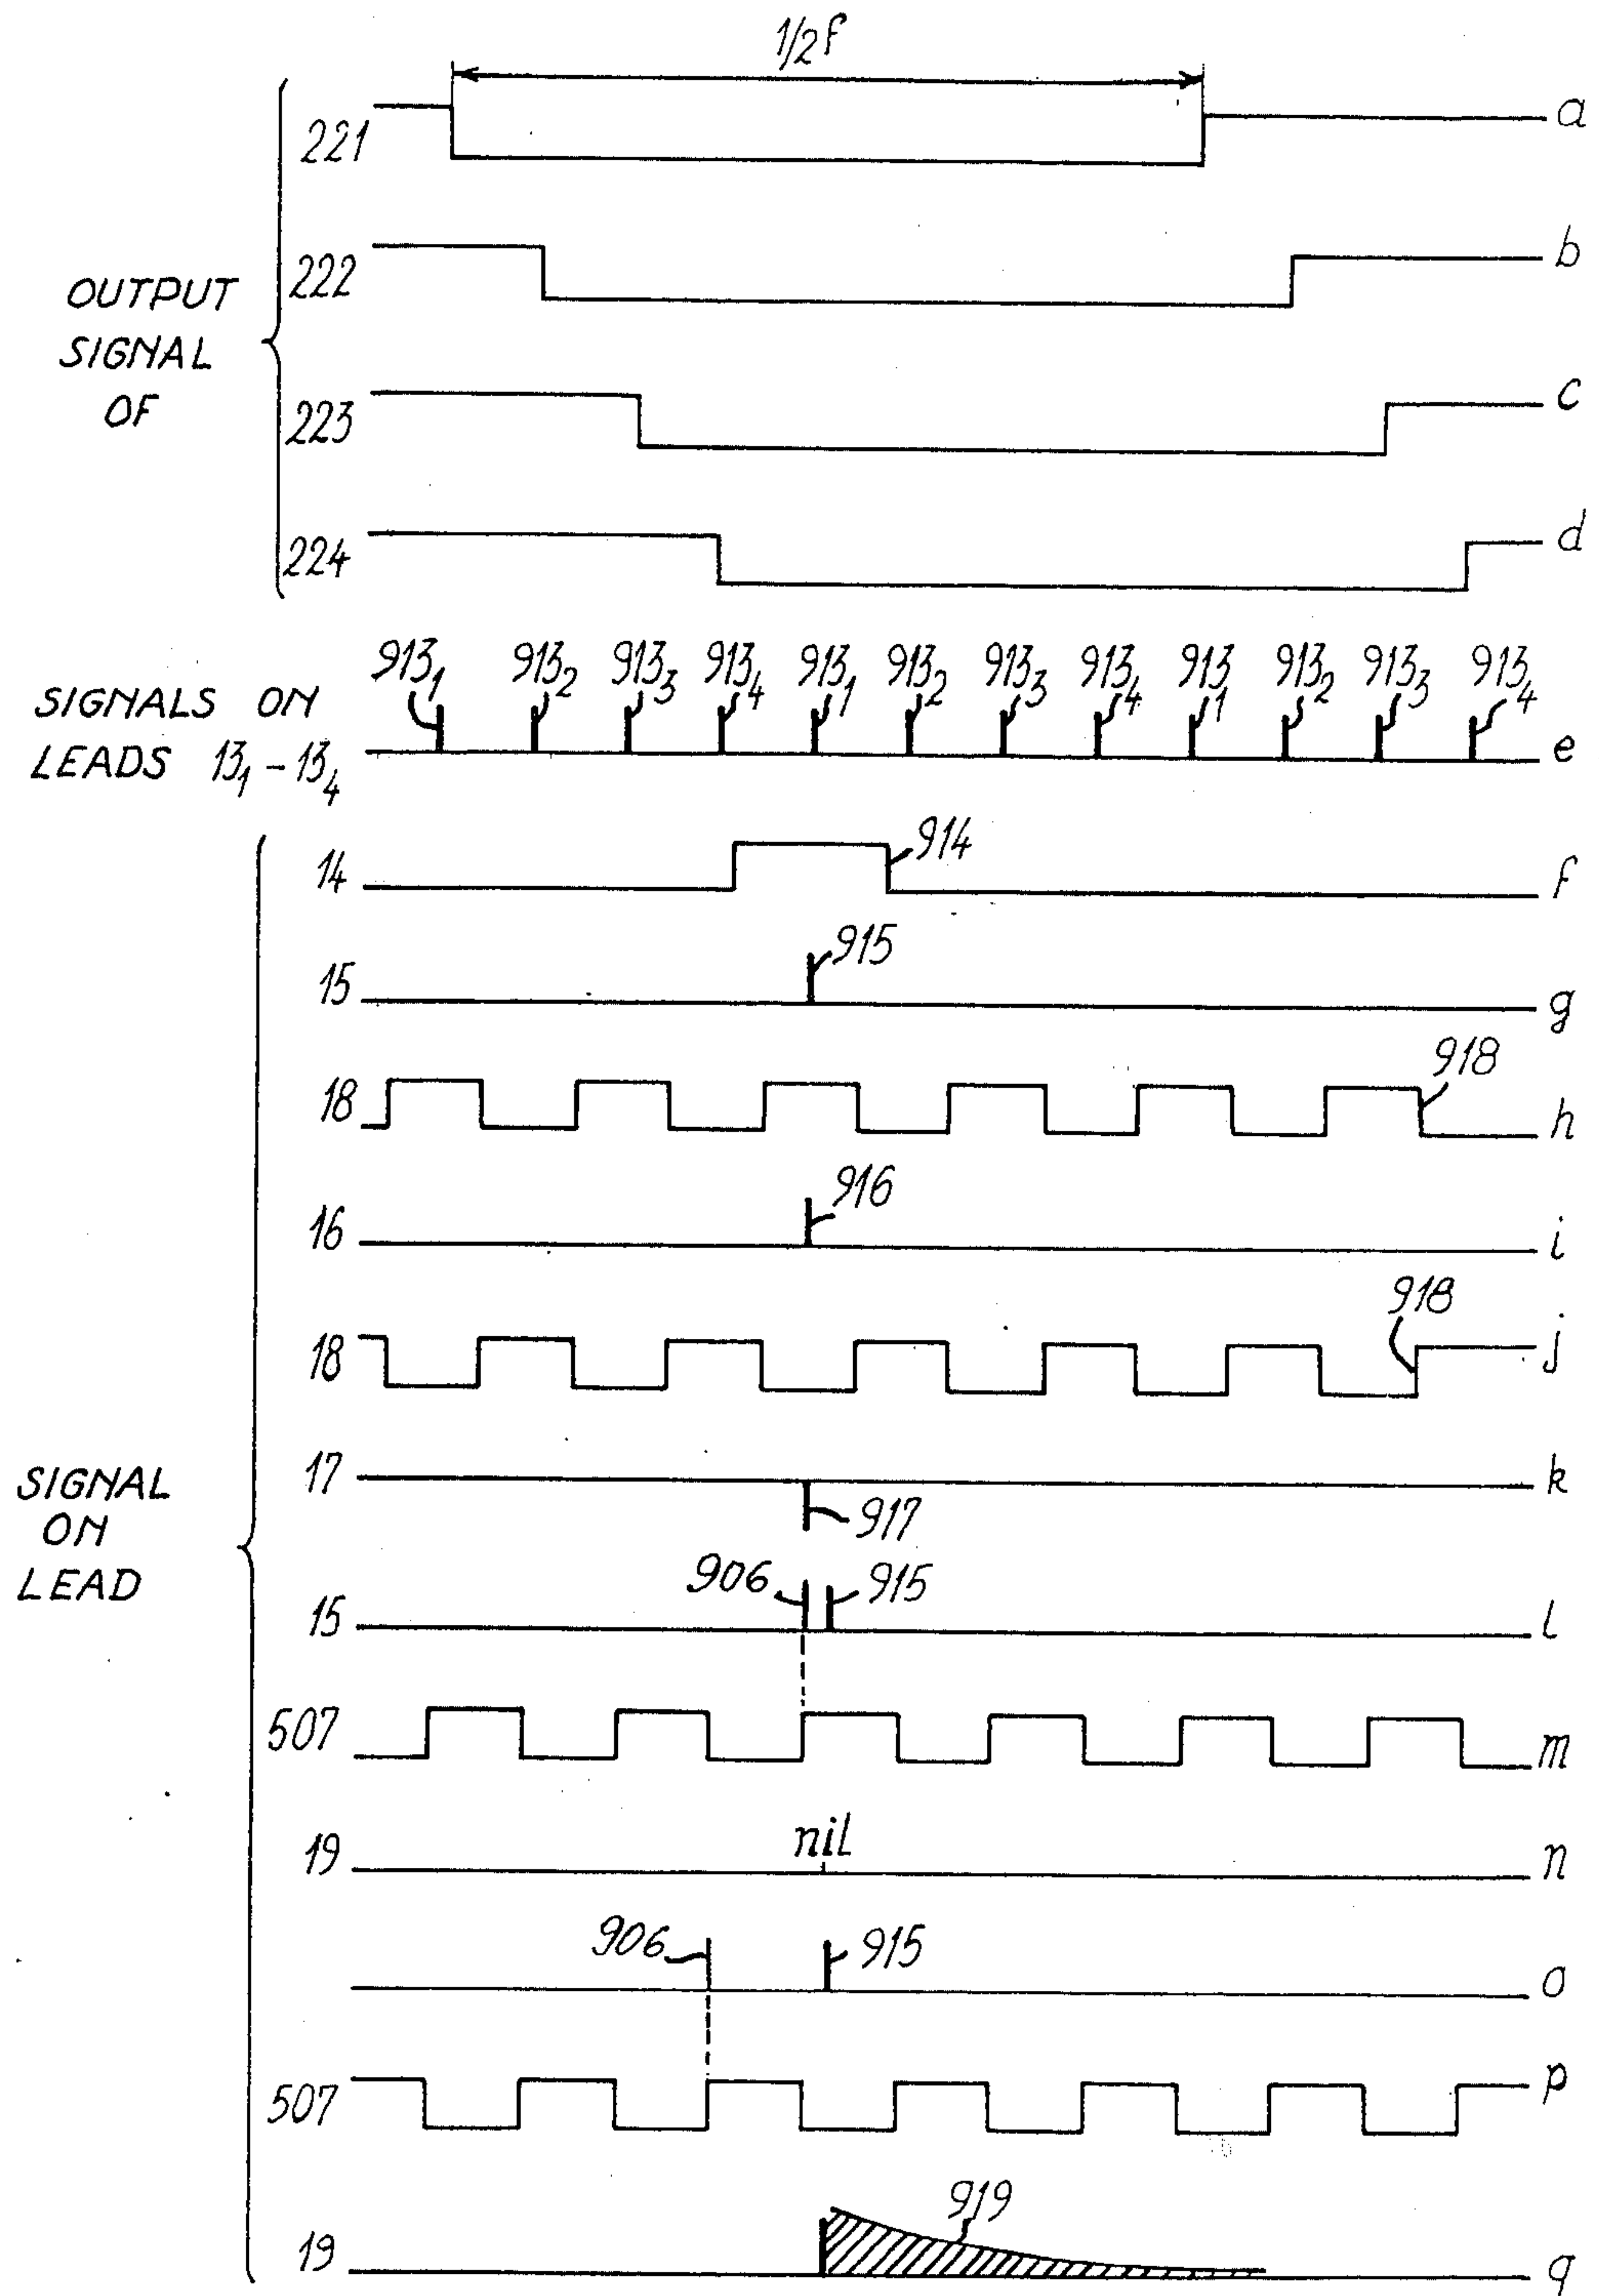 1/2f
221 a
222 b
OUTPUT
SIGNAL
OF
223 c
224 d
913₁ 913₂ 913₃ 913₄ 913₁ 913₂ 913₃ 913₄ 913₁ 913₂ 913₃ 913₄
SIGNALS ON
LEADS 13₁ – 13₄ e
14 914 f
15 915 g
18 918 h
16 916 i
18 918 j
17 917 k
SIGNAL
ON
LEAD
15 906 915 l
507 m
19 nil n
906 915 o
507 p
19 919 q